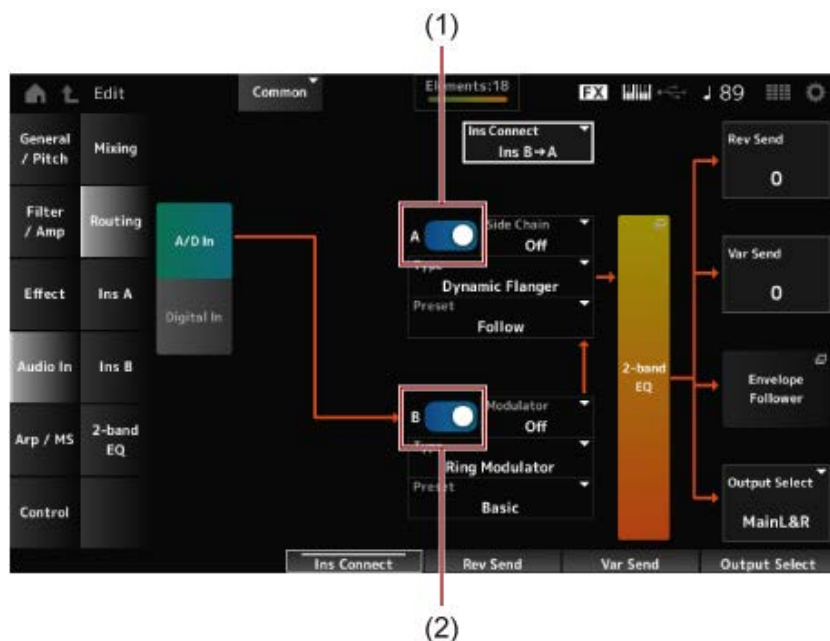 (1)
Edit
Common
Elements:18
FX
89
General / Pitch
Mixing
Ins Connect
Ins B→A
Rev Send
0
Filter / Amp
Routing
A/D In
A
Side Chain
Off
Type
Dynamic Flanger
Preset
Follow
Var Send
0
Effect
Ins A
Digital In
Audio In
Ins B
2-band EQ
Envelope Follower
B
Modulator
Off
Type
Ring Modulator
Preset
Basic
Arp / MS
2-band EQ
Output Select
MainL&R
Control
Ins Connect
Rev Send
Var Send
Output Select
(2)